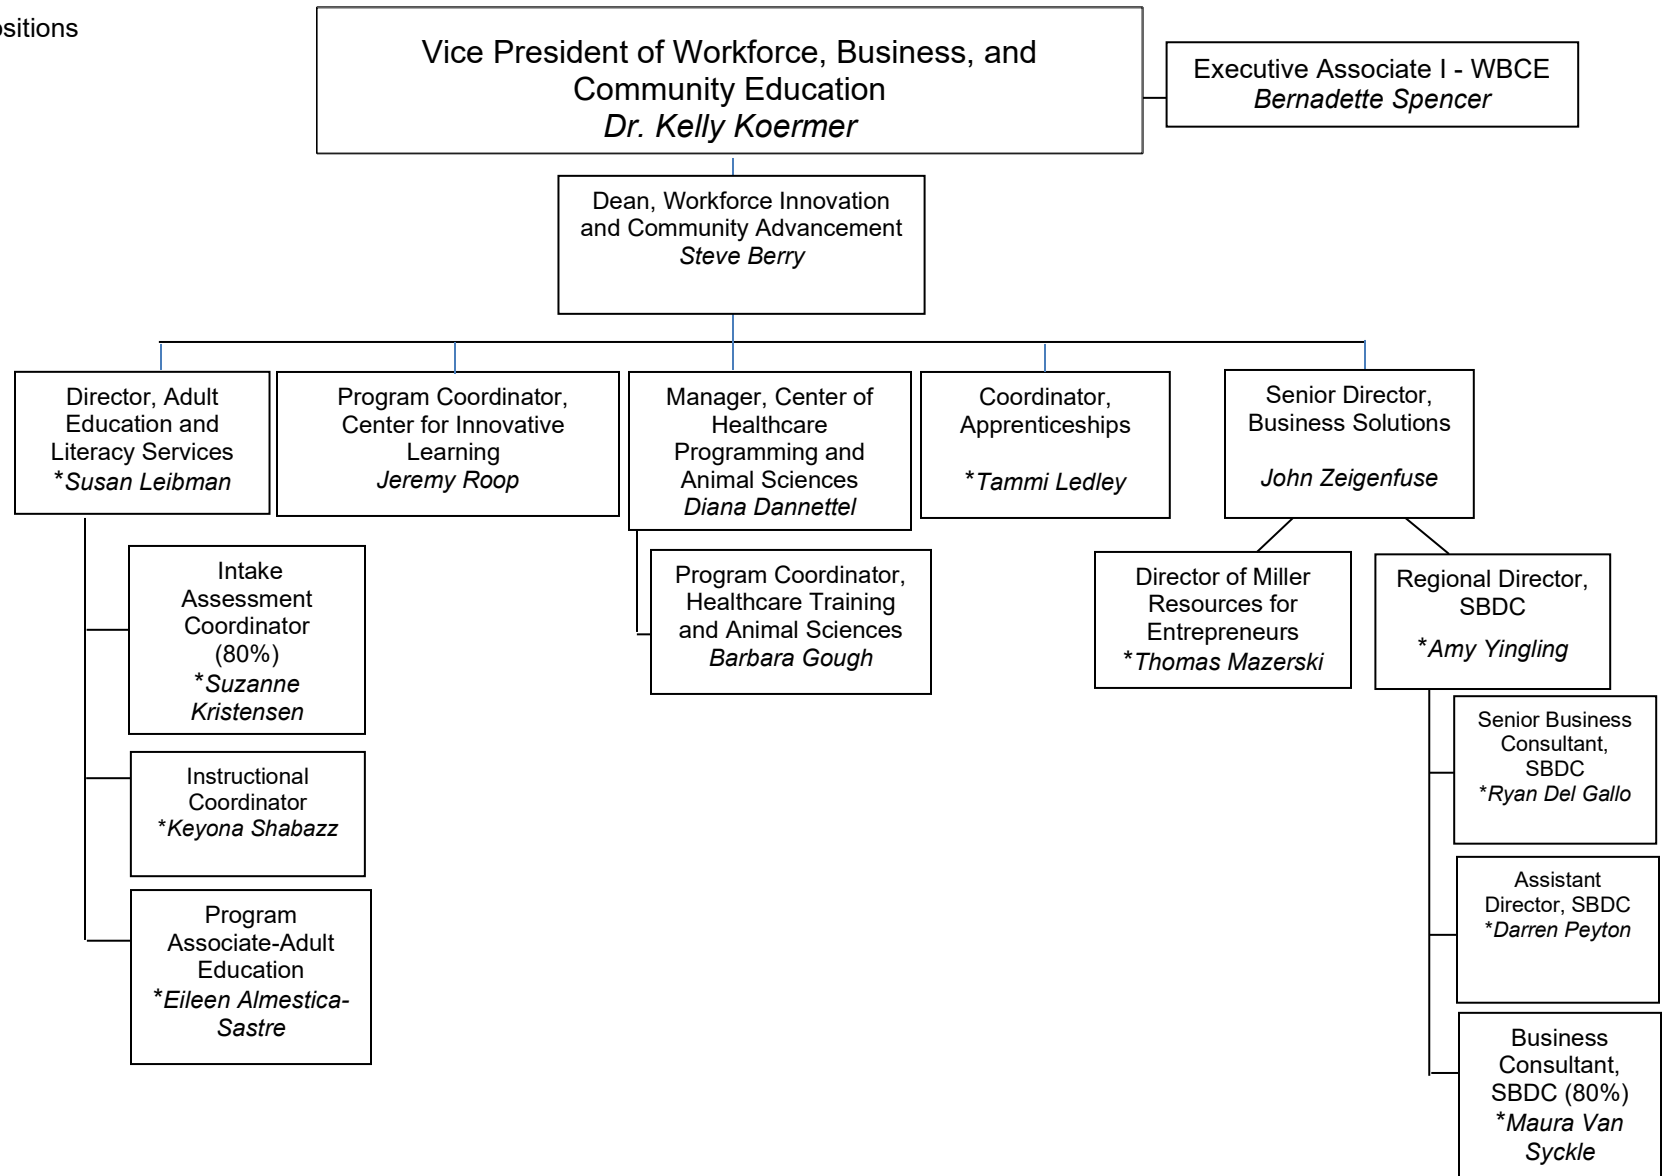 Vice President of Workforce, Business, and
Community Education
Dr. Kelly Koermer
Executive Associate I - WBCE
Bernadette Spencer
Dean, Workforce Innovation
and Community Advancement
Steve Berry
Director, Adult
Education and
Literacy Services
*Susan Leibman
Program Coordinator,
Center for Innovative
Learning
Jeremy Roop
Manager, Center of
Healthcare
Programming and
Animal Sciences
Diana Dannettel
Coordinator,
Apprenticeships
*Tammi Ledley
Senior Director,
Business Solutions
John Zeigenfuse
Intake
Assessment
Coordinator
(80%)
*Suzanne
Kristensen
Instructional
Coordinator
*Keyona Shabazz
Program
Associate-Adult
Education
*Eileen Almestica-
Sastre
Program Coordinator,
Healthcare Training
and Animal Sciences
Barbara Gough
Director of Miller
Resources for
Entrepreneurs
*Thomas Mazerski
Regional Director,
SBDC
*Amy Yingling
Senior Business
Consultant,
SBDC
*Ryan Del Gallo
Assistant
Director, SBDC
*Darren Peyton
Business
Consultant,
SBDC (80%)
*Maura Van
Syckle